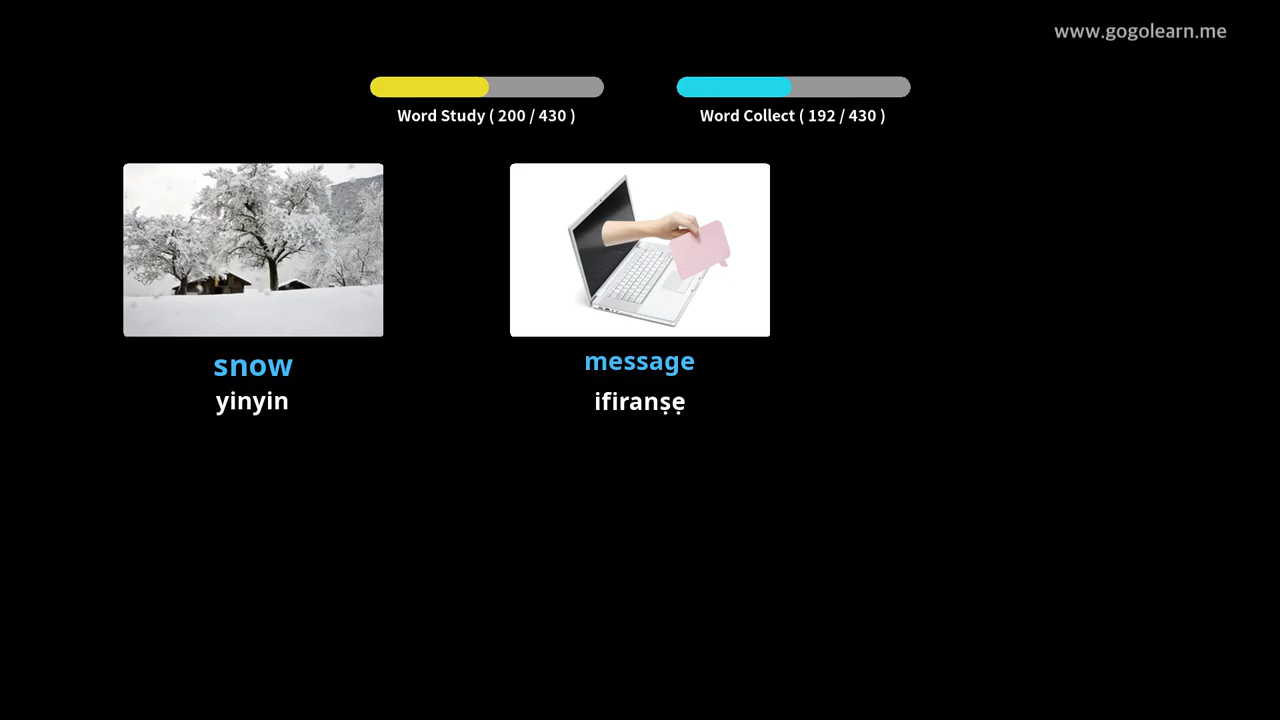 www.gogolearn.me
Word Study ( 200 / 430 )
Word Collect ( 192 / 430 )
snow
yinyin
message
ifiranṣẹ